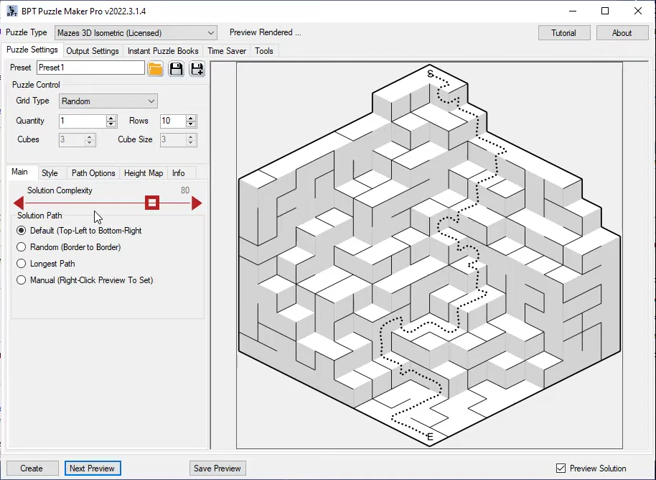 BPT Puzzle Maker Pro v2022.3.1.4
Puzzle Type Mazes 3D Isometric (Licensed) Preview Rendered ... Tutorial About
Puzzle Settings Output Settings Instant Puzzle Books Time Saver Tools
Preset Preset1
Puzzle Control
Grid Type Random
Quantity 1 Rows 10
Cubes 3 Cube Size 3
Main Style Path Options Height Map Info
Solution Complexity 80
Solution Path
Default (Top-Left to Bottom-Right
Random (Border to Border)
Longest Path
Manual (Right-Click Preview To Set)
S
E
Create Next Preview Save Preview Preview Solution